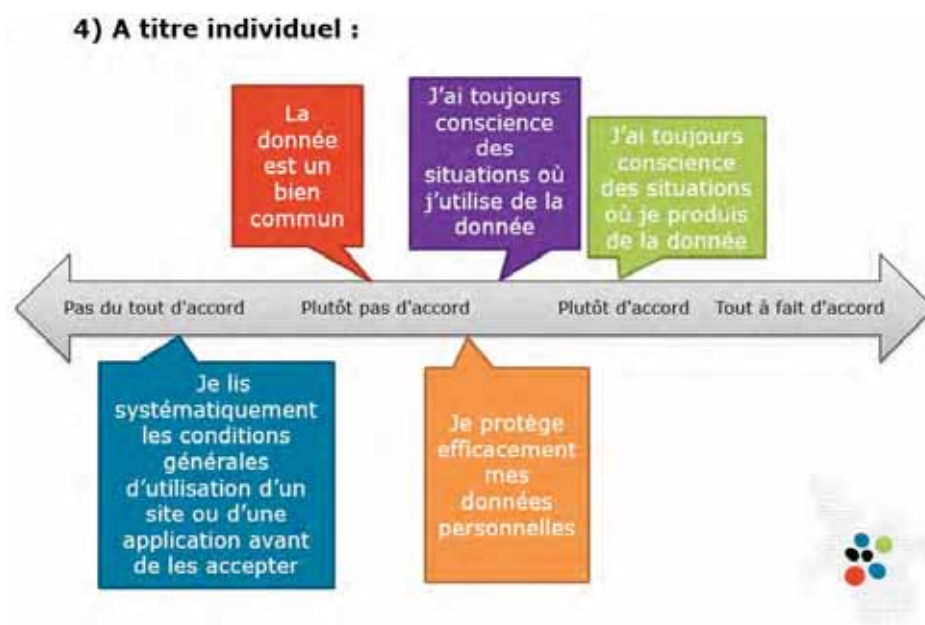 4) A titre individuel :
La
donnée
est un
bien
commun
J'ai toujours
conscience
des
situations où
j'utilise de la
donnée
J'ai toujours
conscience
des situations
où je produis
de la donnée
Pas du tout d'accord
Plutôt pas d'accord
Plutôt d'accord
Tout à fait d'accord
Je lis
systématiquement
les conditions
générales
d'utilisation d'un
site ou d'une
application avant
de les accepter
Je protège
efficacement
mes
données
personnelles